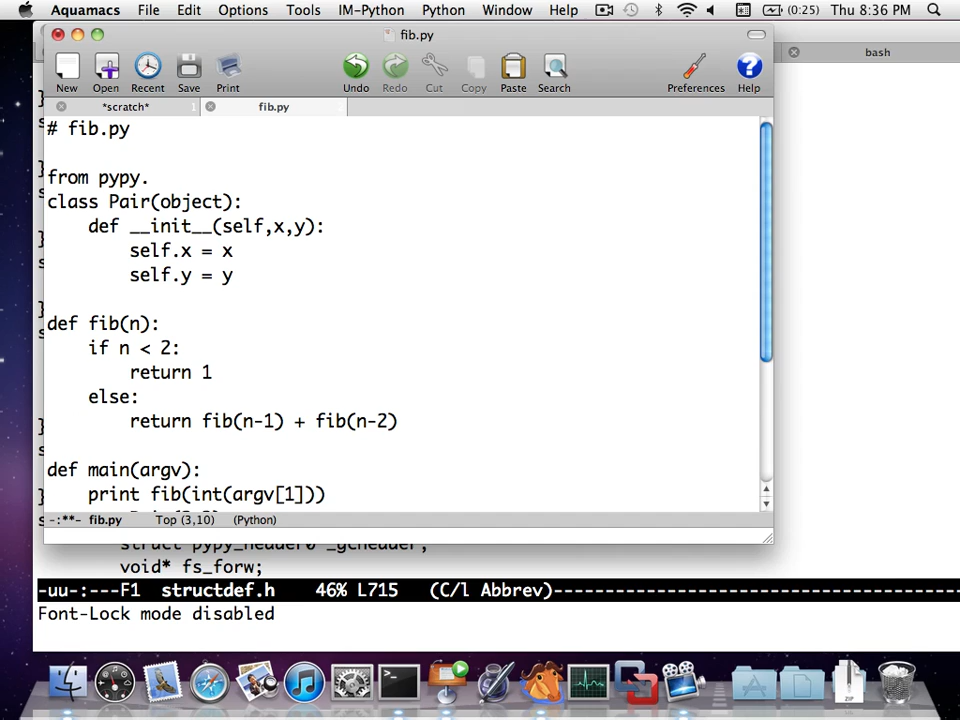 Aquamacs File Edit Options Tools IM-Python Python Window Help (0:25) Thu 8:36 PM
fib.py
bash
New Open Recent Save Print Undo Redo Cut Copy Paste Search Preferences Help
*scratch* 1 fib.py
# fib.py
from pypy.
class Pair(object):
def __init__(self,x,y):
self.x = x
self.y = y
def fib(n):
if n < 2:
return 1
else:
return fib(n-1) + fib(n-2)
def main(argv):
print fib(int(argv[1]))
-:**- fib.py Top (3,10) (Python)
struct pypy_header0 _gcheader;
void* fs_forw;
-uu-:---F1 structdef.h 46% L715 (C/l Abbrev)--------------------------------------
Font-Lock mode disabled
ZIP